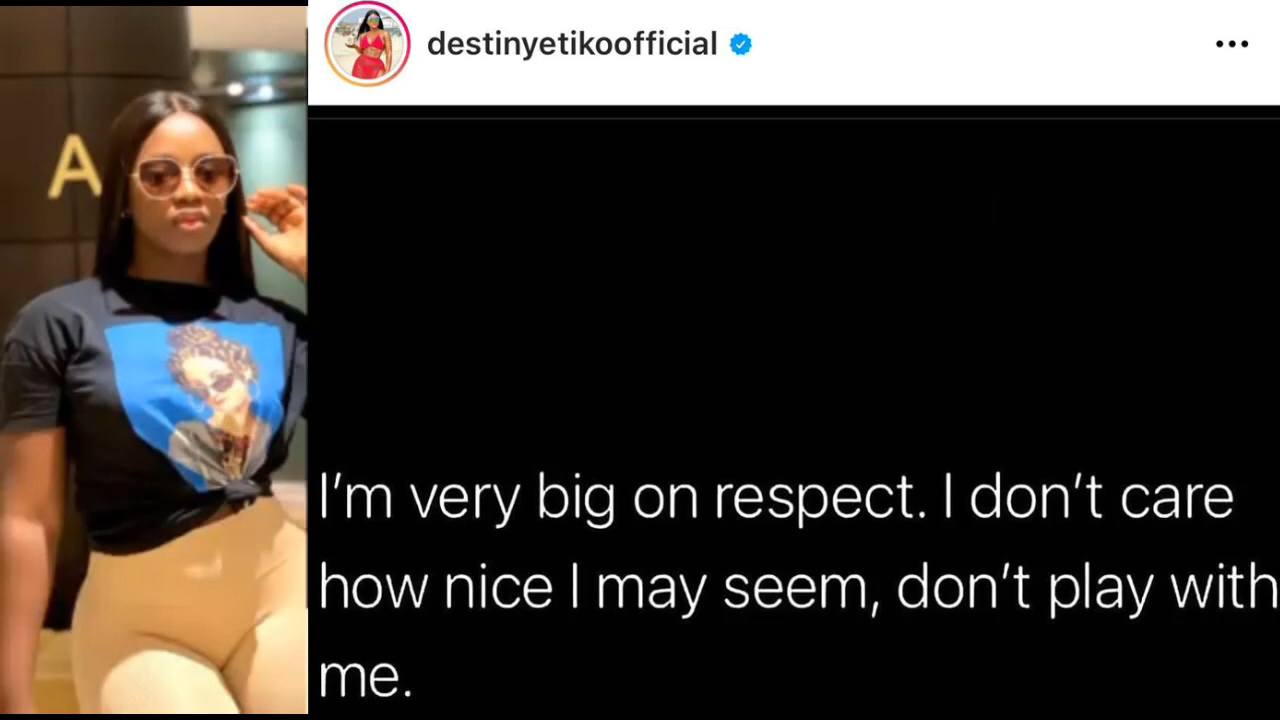 A
destinyetikoofficial
I’m very big on respect. I don’t care
how nice I may seem, don’t play with
me.